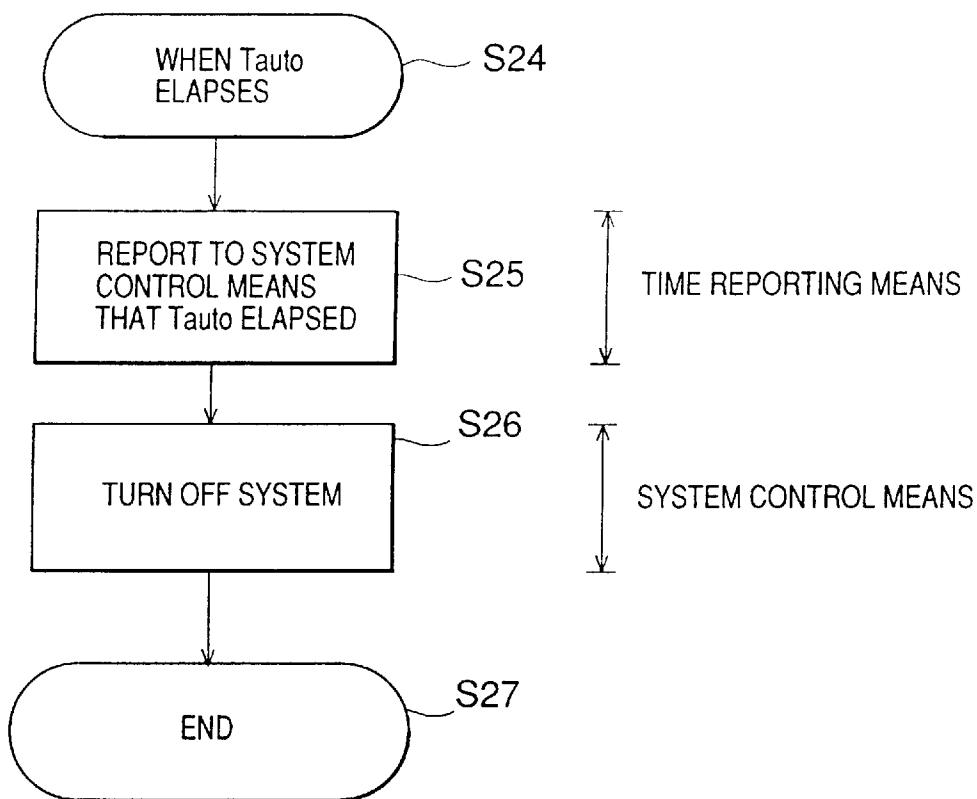 WHEN Tauto
ELAPSES
S24
REPORT TO SYSTEM
CONTROL MEANS
THAT Tauto ELAPSED
S25
TIME REPORTING MEANS
S26
TURN OFF SYSTEM
SYSTEM CONTROL MEANS
S27
END